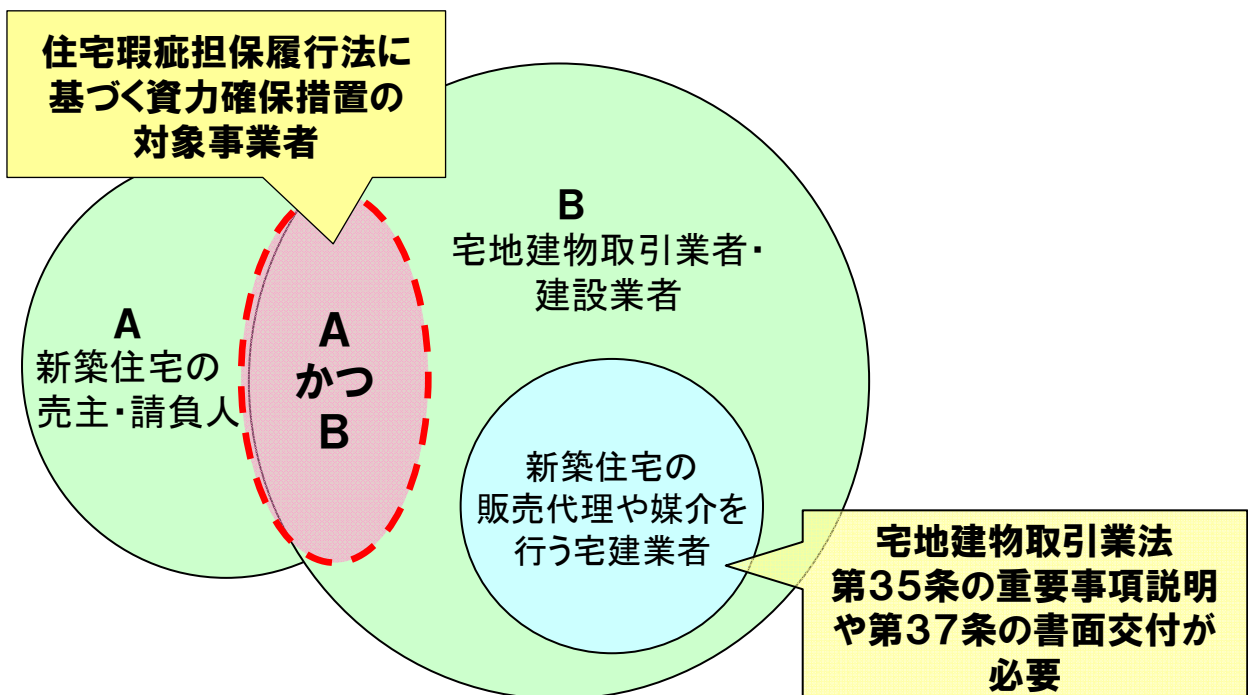 住宅瑕疵担保履行法に
基づく資力確保措置の
対象事業者
B
宅地建物取引業者・
建設業者
A
新築住宅の
売主・請負人
A
かつ
B
新築住宅の
販売代理や媒介を
行う宅建業者
宅地建物取引業法
第35条の重要事項説明
や第37条の書面交付が
必要